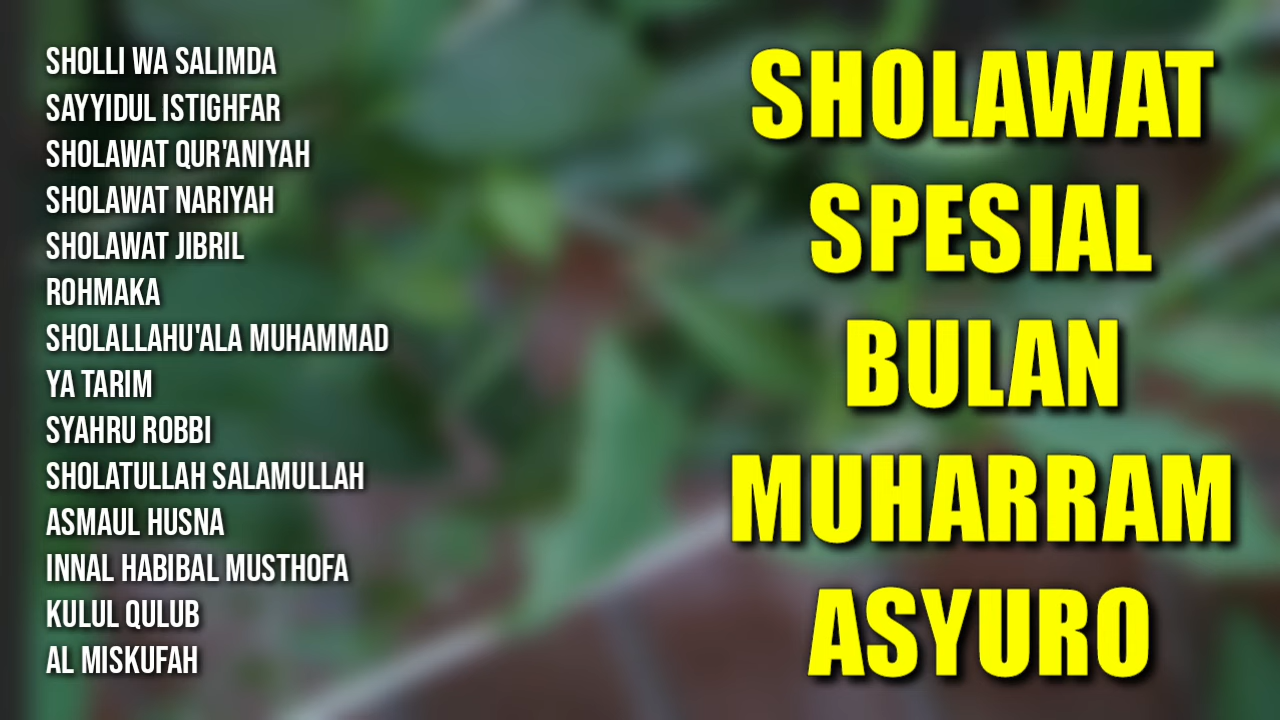 SHOLLI WA SALIMDA
SAYYIDUL ISTIGHFAR
SHOLAWAT QUR'ANIYAH
SHOLAWAT NARIYAH
SHOLAWAT JIBRIL
ROHMAKA
SHOLALLAHU'ALA MUHAMMAD
YA TARIM
SYAHRU ROBBI
SHOLATULLAH SALAMULLAH
ASMAUL HUSNA
INNAL HABIBAL MUSTHOFA
KULUL QULUB
AL MISKUFAH
SHOLAWAT
SPESIAL
BULAN
MUHARRAM
ASYURO